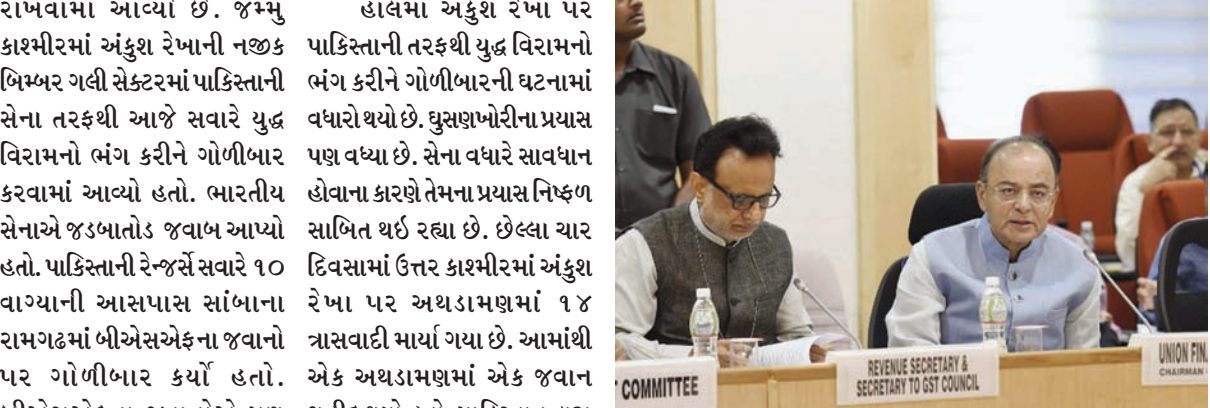 રાખવામાં આવ્યાં છે. જમ્મુ
કાશ્મીરમાં અંકુશ રેખાની નજીક
બિમ્બર ગલી સેક્ટરમાં પાકિસ્તાની
સેના તરફથી આજે સવારે યુદ્ધ
વિરામનો ભંગ કરીને ગોળીબાર
કરવામાં આવ્યો હતો. ભારતીય
સેનાએ જડબાતોડ જવાબ આપ્યો
હતો. પાકિસ્તાની રેન્જર્સે સવારે ૧૦
વાગ્યાની આસપાસ સાંબાના
રામગઢમાં બીએસએફના જવાનો
પર ગોળીબાર કર્યો હતો.
હાલમાં અંકુશ રેખા પર
પાકિસ્તાની તરફથી યુદ્ધ વિરામનો
ભંગ કરીને ગોળીબારની ઘટનામાં
વધારો થયો છે. ઘુસણખોરીના પ્રયાસ
પણ વધ્યા છે. સેના વધારે સાવધાન
હોવાના કારણે તેમના પ્રયાસ નિષ્ફળ
સાબિત થઇ રહ્યા છે. છેલ્લા ચાર
દિવસામાં ઉત્તર કાશ્મીરમાં અંકુશ
રેખા પર અથડામણમાં ૧૪
ત્રાસવાદી માર્યા ગયા છે. આમાંથી
એક અથડામણમાં એક જવાન
COMMITTEE
REVENUE SECRETARY &
SECRETARY TO GST COUNCIL
UNION FIN
CHAIRMAN -